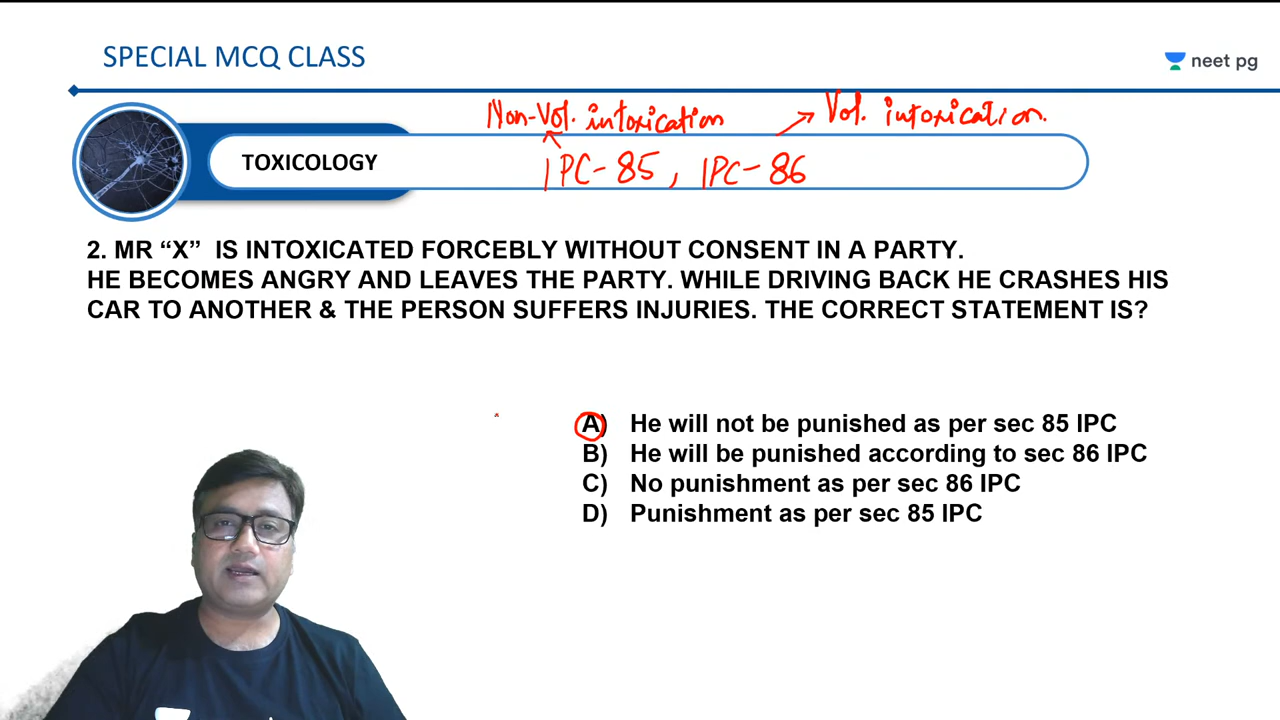 SPECIAL MCQ CLASS
neet pg
Non-Vol. intoxication
Vol. intoxication.
TOXICOLOGY
IPC-85, IPC-86
2. MR “X” IS INTOXICATED FORCEBLY WITHOUT CONSENT IN A PARTY.
HE BECOMES ANGRY AND LEAVES THE PARTY. WHILE DRIVING BACK HE CRASHES HIS
CAR TO ANOTHER & THE PERSON SUFFERS INJURIES. THE CORRECT STATEMENT IS?
A) He will not be punished as per sec 85 IPC
B) He will be punished according to sec 86 IPC
C) No punishment as per sec 86 IPC
D) Punishment as per sec 85 IPC